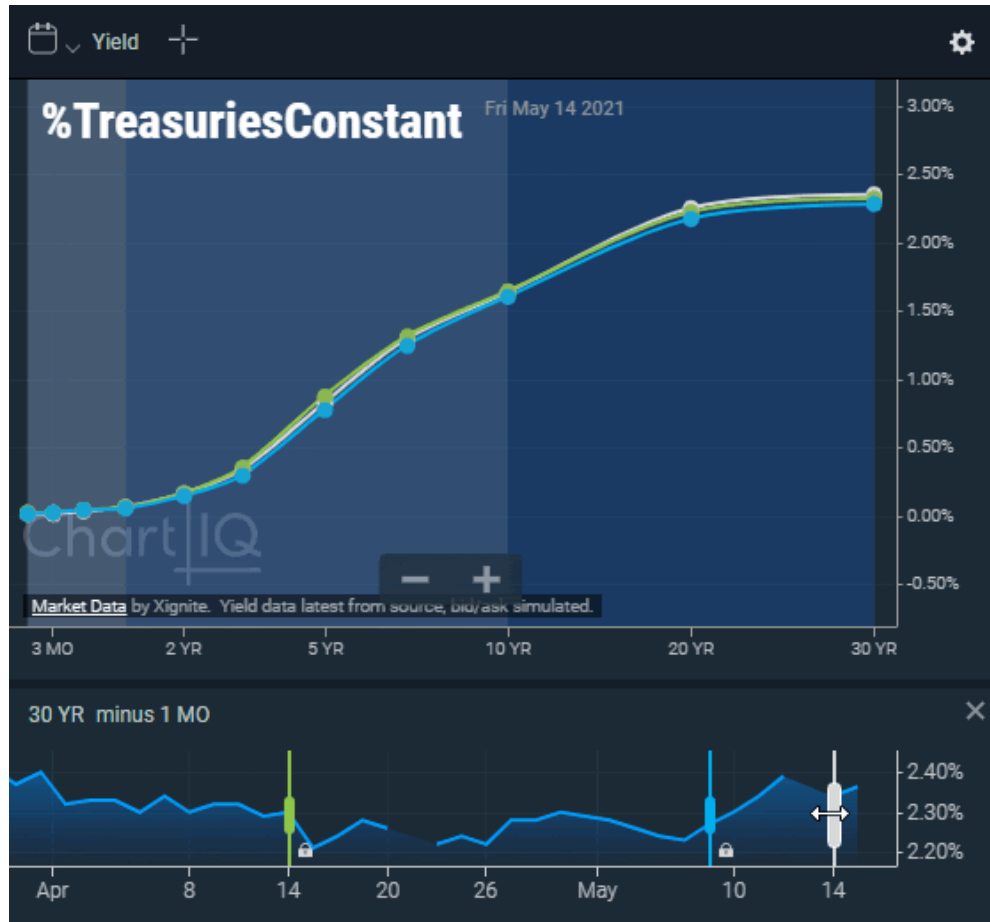 Yield
%TreasuriesConstant Fri May 14 2021
3.00%
2.50%
2.00%
1.50%
1.00%
0.50%
0.00%
-0.50%
ChartIQ
Market Data by Xignite. Yield data latest from source, bid/ask simulated.
3 MO 2 YR 5 YR 10 YR 20 YR 30 YR
30 YR minus 1 MO
2.40%
2.30%
2.20%
Apr 8 14 20 26 May 10 14